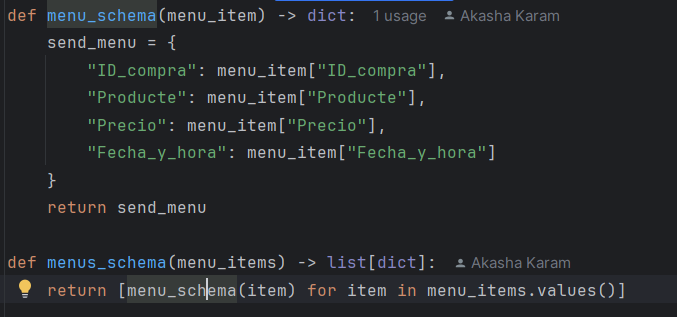 def menu_schema(menu_item) -> dict: 1 usage Akasha Karam
    send_menu = {
        "ID_compra": menu_item["ID_compra"],
        "Producte": menu_item["Producte"],
        "Precio": menu_item["Precio"],
        "Fecha_y_hora": menu_item["Fecha_y_hora"]
    }
    return send_menu
def menus_schema(menu_items) -> list[dict]: Akasha Karam
    return [menu_schema(item) for item in menu_items.values()]